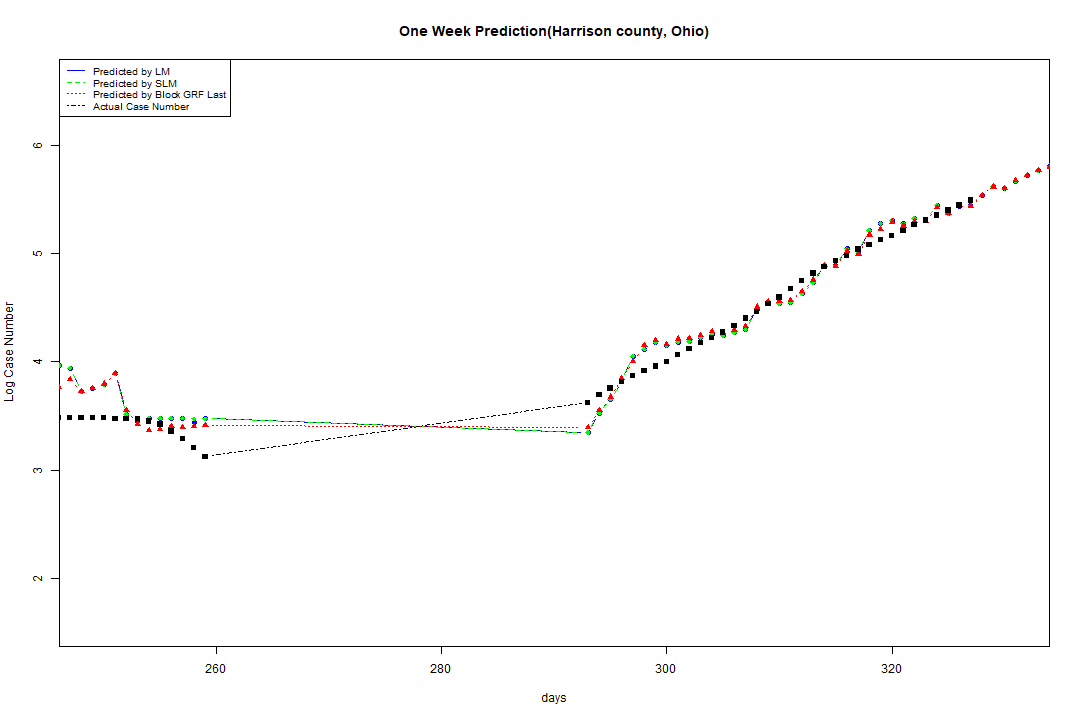 One Week Prediction(Harrison county, Ohio)
Predicted by LM
Predicted by SLM
Predicted by Block GRF Last
Actual Case Number
6
5
4
3
2
Log Case Number
260 280 300 320
days